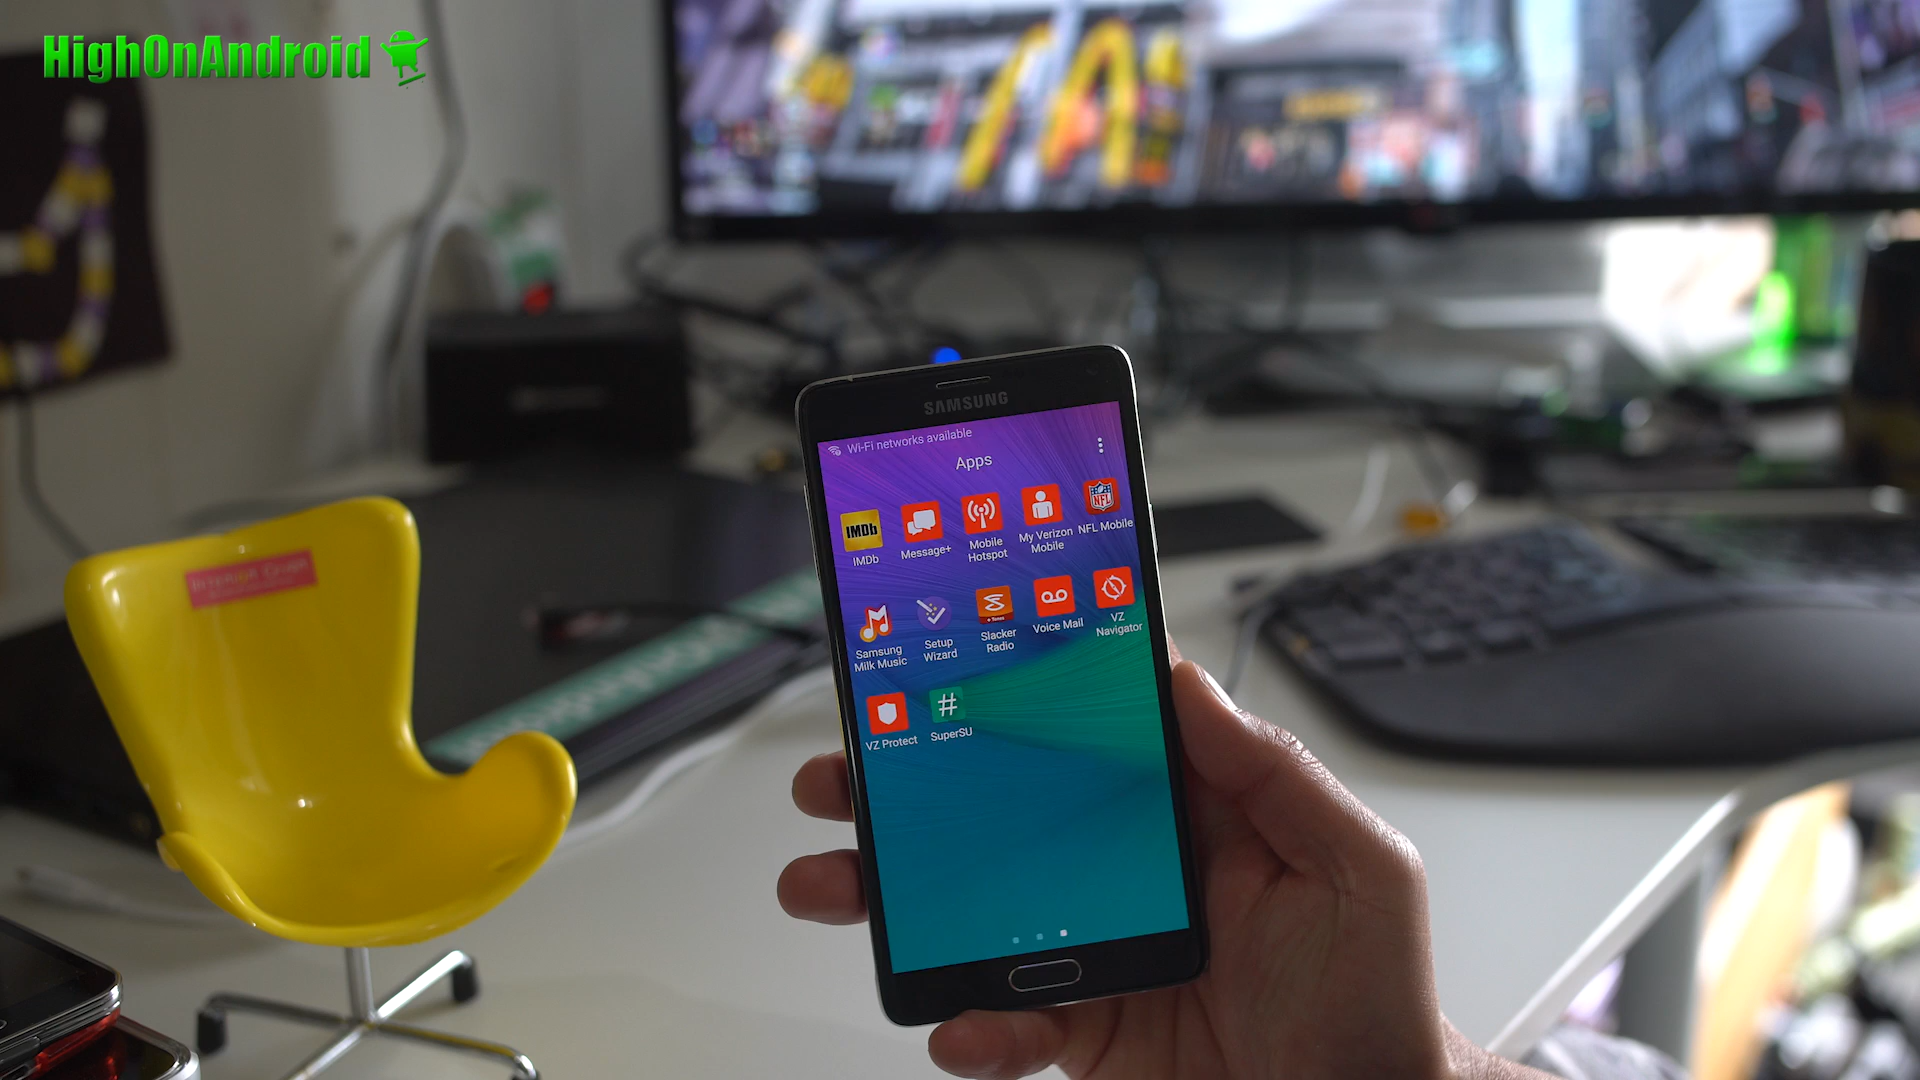 HighOnAndroid
SAMSUNG
Wi-Fi networks available
Apps
IMDb
IMDb
Message+
Mobile
Hotspot
My Verizon
Mobile
NFL
NFL Mobile
Samsung
Milk Music
Setup
Wizard
Slacker
Radio
Voice Mail
VZ
Navigator
VZ Protect
#
SuperSU